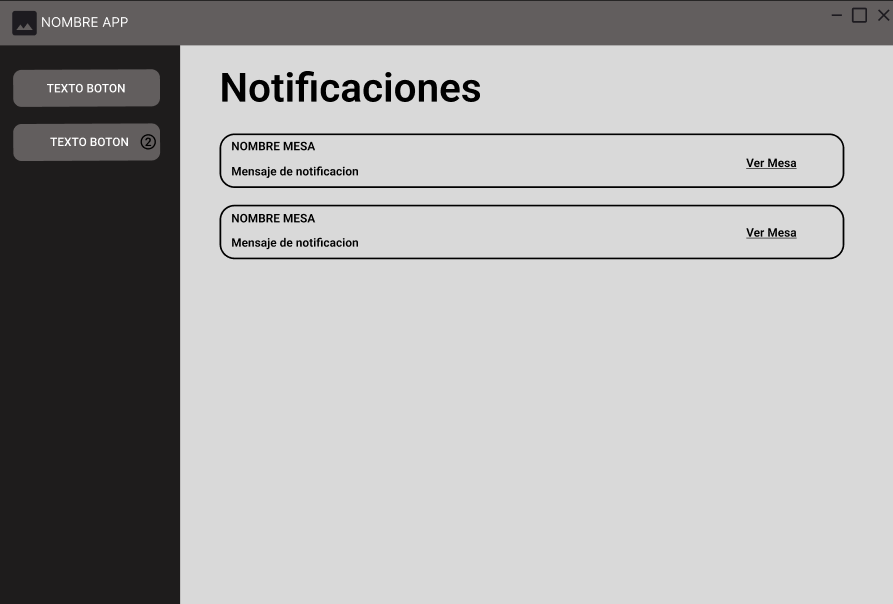 NOMBRE APP
TEXTO BOTON
TEXTO BOTON 2
Notificaciones
NOMBRE MESA
Mensaje de notificacion
Ver Mesa
NOMBRE MESA
Mensaje de notificacion
Ver Mesa